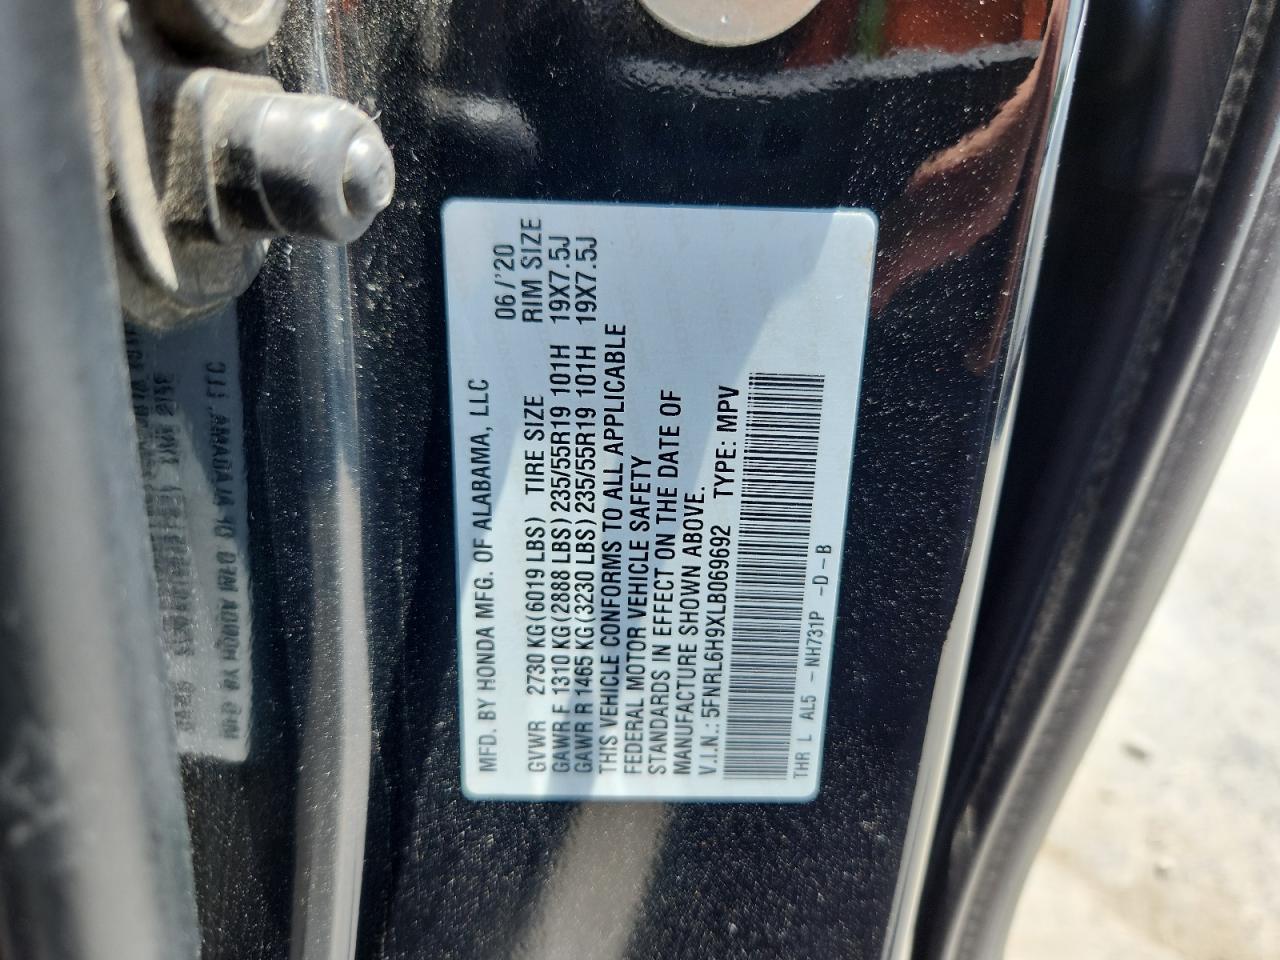 MFD. BY HONDA MFG. OF ALABAMA, LLC 06/'20
GVWR 2730 KG (6019 LBS) TIRE SIZE RIM SIZE
GAWR F 1310 KG (2888 LBS) 235/55R19 101H 19X7.5J
GAWR R 1465 KG (3230 LBS) 235/55R19 101H 19X7.5J
THIS VEHICLE CONFORMS TO ALL APPLICABLE
FEDERAL MOTOR VEHICLE SAFETY
STANDARDS IN EFFECT ON THE DATE OF
MANUFACTURE SHOWN ABOVE.
V.I.N.: 5FNRL6H9XLB069692 TYPE: MPV
THR L AL5 -NH731P -D-B